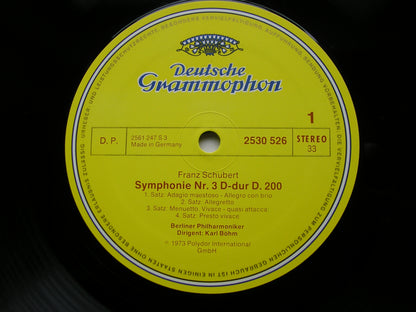 Deutsche
Grammophon
1
D. P.
2561 247 S 3
Made in Germany
2530 526
STEREO
33
Franz Schubert
Symphonie Nr. 3 D-dur D. 200
1. Satz: Adagio maestoso - Allegro con brio
2. Satz: Allegretto
3. Satz: Menuetto. Vivace - quasi attacca:
4. Satz: Presto vivace
Berliner Philharmoniker
Dirigent: Karl Böhm
℗ 1973 Polydor International
GmbH